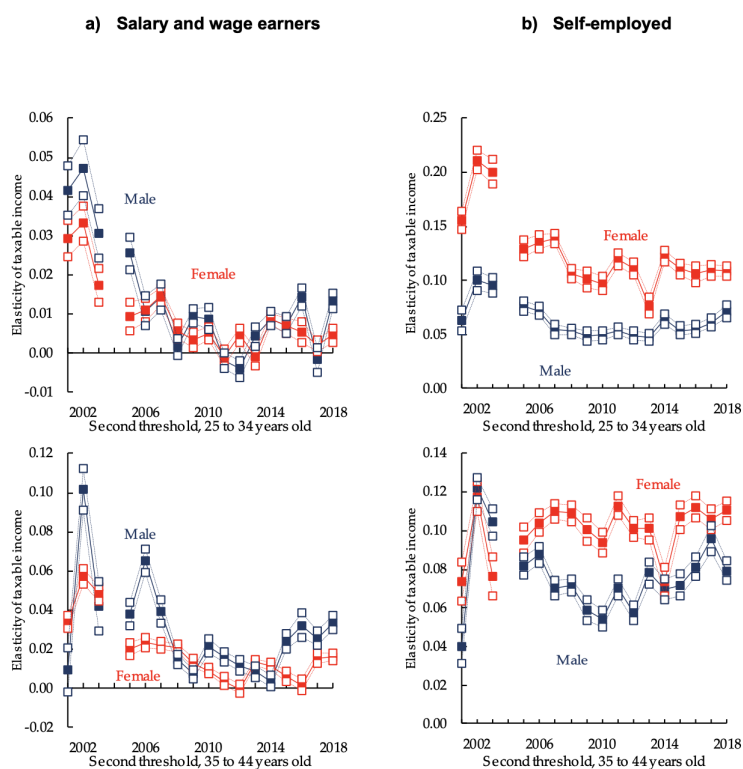 a) Salary and wage earners
b) Self-employed
Elasticity of taxable income
0.06
0.05
0.04
0.03
0.02
0.01
0.00
-0.01
Male
Female
2002 2006 2010 2014 2018
Second threshold, 25 to 34 years old
Elasticity of taxable income
0.25
0.20
0.15
0.10
0.05
0.00
Female
Male
2002 2006 2010 2014 2018
Second threshold, 25 to 34 years old
Elasticity of taxable income
0.12
0.10
0.08
0.06
0.04
0.02
0.00
-0.02
Male
Female
2002 2006 2010 2014 2018
Second threshold, 35 to 44 years old
Elasticity of taxable income
0.14
0.12
0.10
0.08
0.06
0.04
0.02
0.00
Female
Male
2002 2006 2010 2014 2018
Second threshold, 35 to 44 years old